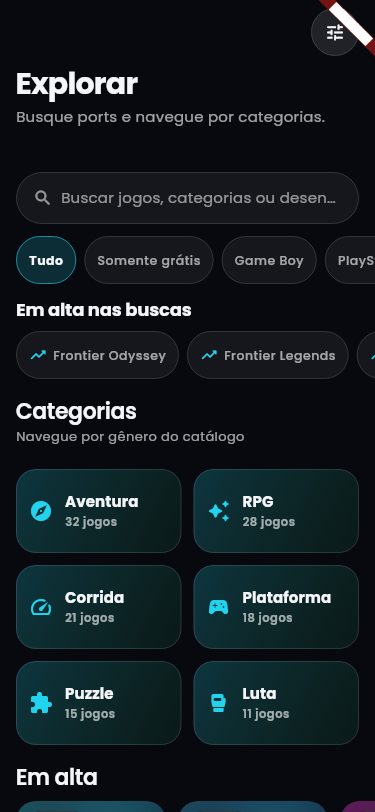 Explorar
Busque ports e navegue por categorias.
Buscar jogos, categorias ou desen...
Tudo
Somente grátis
Game Boy
PlayS
Em alta nas buscas
Frontier Odyssey
Frontier Legends
Categorias
Navegue por gênero do catálogo
Aventura
32 jogos
RPG
28 jogos
Corrida
21 jogos
Plataforma
18 jogos
Puzzle
15 jogos
Luta
11 jogos
Em alta